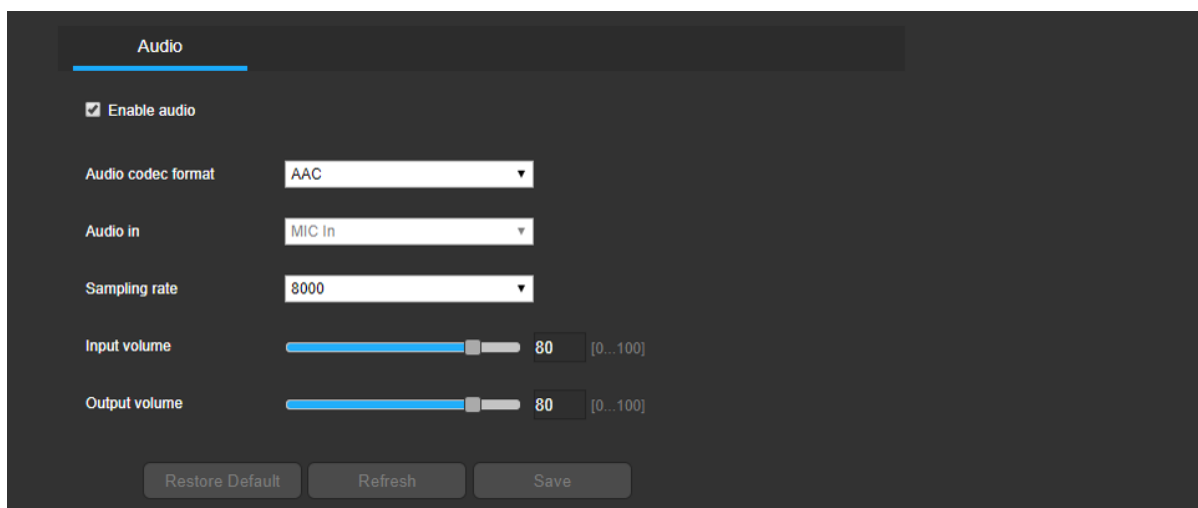 Audio
Enable audio
Audio codec format AAC
Audio in MIC In
Sampling rate 8000
Input volume 80 [0...100]
Output volume 80 [0...100]
Restore Default Refresh Save